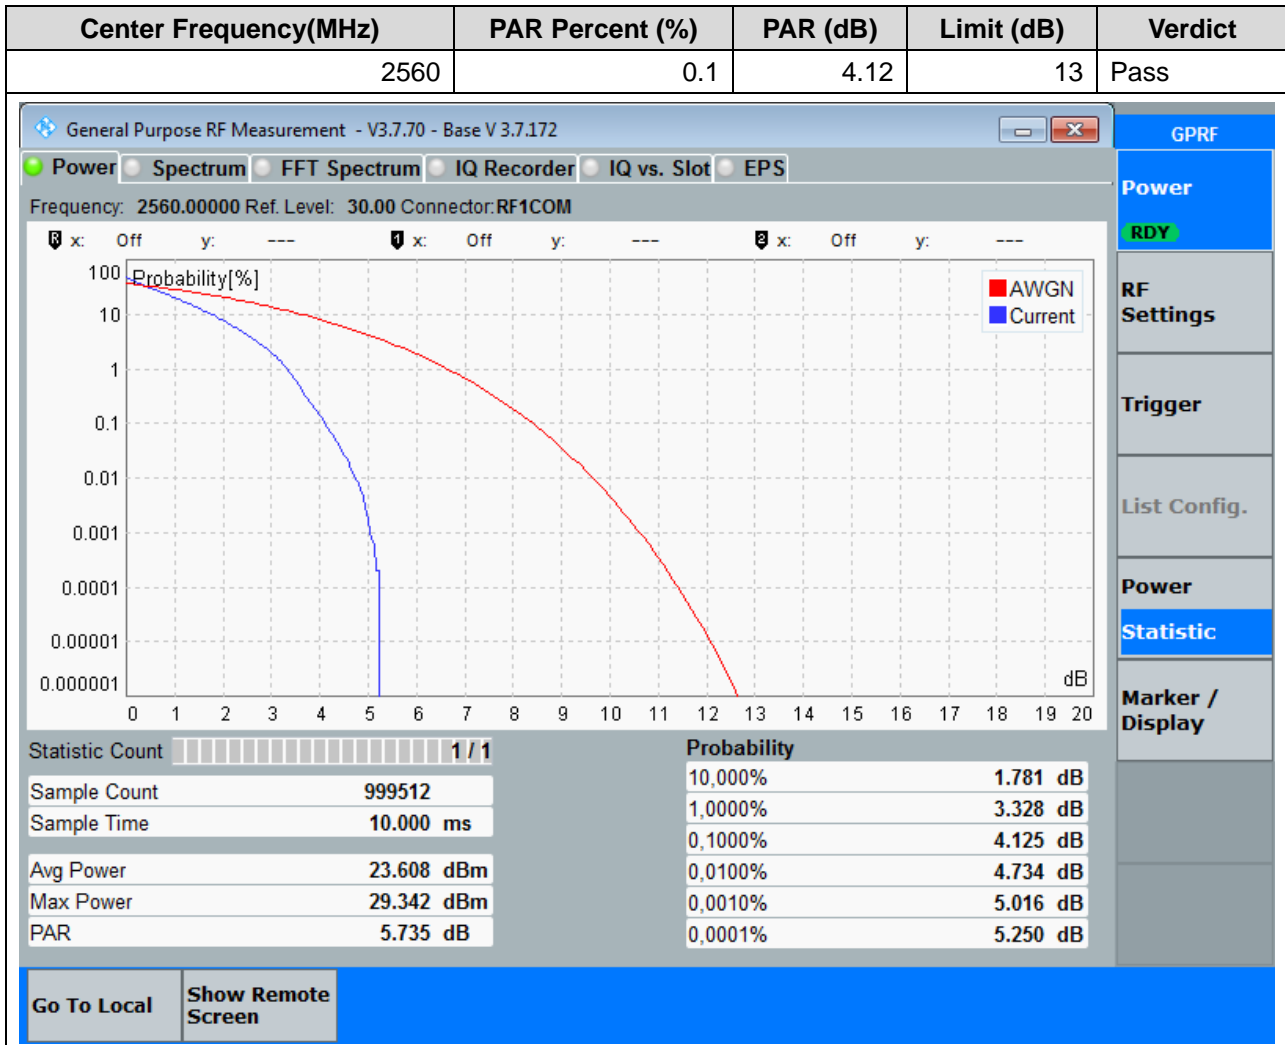 Center Frequency(MHz) PAR Percent (%) PAR (dB) Limit (dB) Verdict
2560 0.1 4.12 13 Pass
General Purpose RF Measurement - V3.7.70 - Base V 3.7.172
GPRF
Power Spectrum FFT Spectrum IQ Recorder IQ vs. Slot EPS
Power
RDY
Frequency: 2560.00000 Ref. Level: 30.00 Connector: RF1COM
R x: Off y: --- 1 x: Off y: --- 2 x: Off y: ---
Probability[%]
100
10
1
0.1
0.01
0.001
0.0001
0.00001
0.000001
AWGN
Current
dB
0 1 2 3 4 5 6 7 8 9 10 11 12 13 14 15 16 17 18 19 20
RF
Settings
Trigger
List Config.
Power
Statistic
Marker /
Display
Statistic Count 1 / 1
Sample Count 999512
Sample Time 10.000 ms
Avg Power 23.608 dBm
Max Power 29.342 dBm
PAR 5.735 dB
Probability
10,000% 1.781 dB
1,0000% 3.328 dB
0,1000% 4.125 dB
0,0100% 4.734 dB
0,0010% 5.016 dB
0,0001% 5.250 dB
Go To Local
Show Remote
Screen